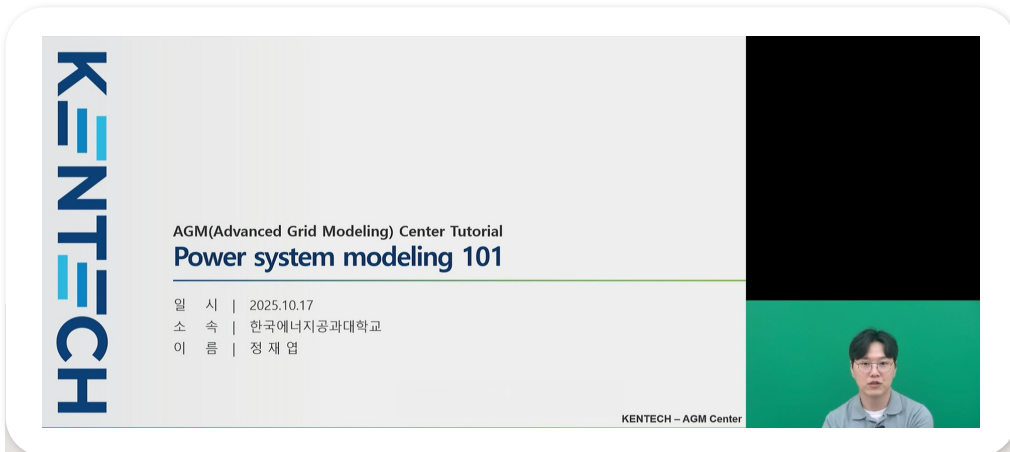 KENTECH
AGM(Advanced Grid Modeling) Center Tutorial
Power system modeling 101
일 시 | 2025.10.17
소 속 | 한국에너지공과대학교
이 름 | 정 재 엽
KENTECH – AGM Center